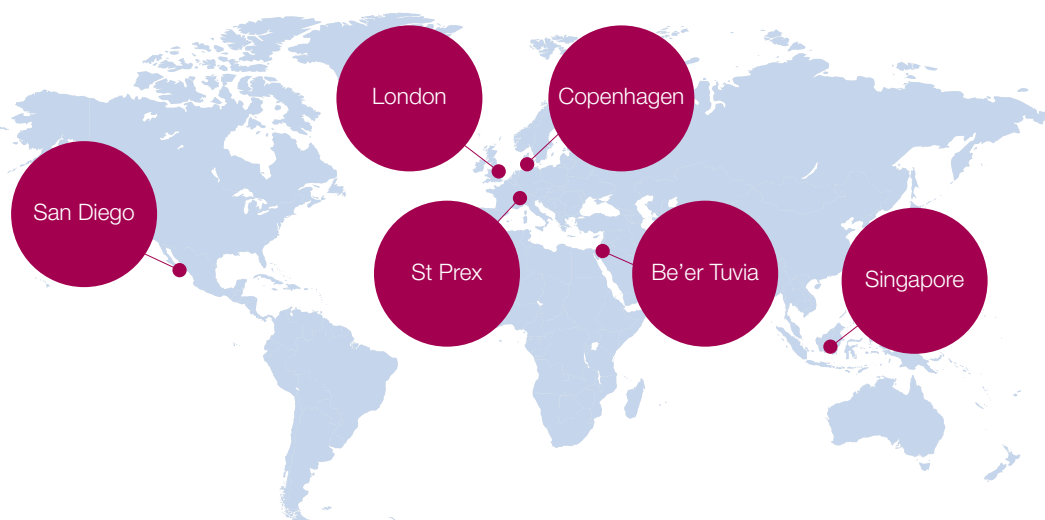 London
Copenhagen
San Diego
St Prex
Be’er Tuvia
Singapore